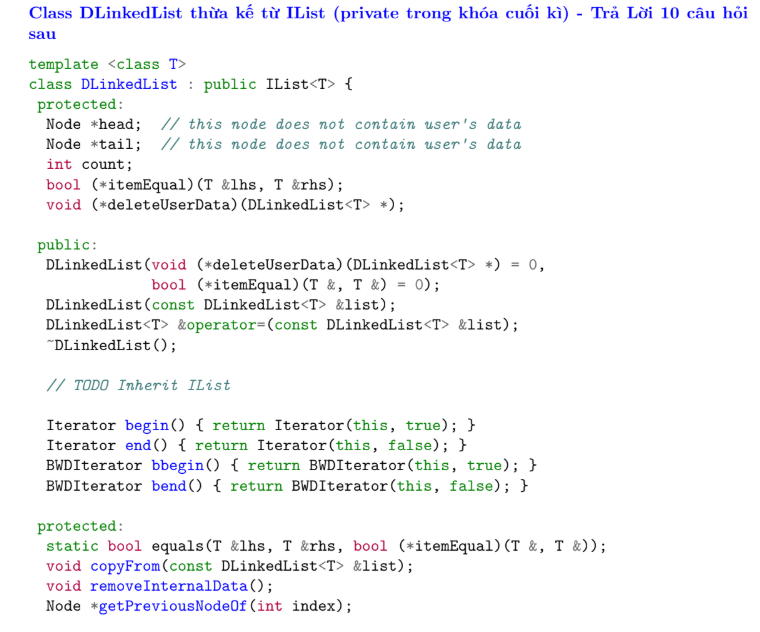 Class DLinkedList thừa kế từ IList (private trong khóa cuối kì) - Trả Lời 10 câu hỏi
sau
template <class T>
class DLinkedList : public IList<T> {
protected:
Node *head; // this node does not contain user's data
Node *tail; // this node does not contain user's data
int count;
bool (*itemEqual)(T &lhs, T &rhs);
void (*deleteUserData)(DLinkedList<T> *);
public:
DLinkedList(void (*deleteUserData)(DLinkedList<T> *) = 0,
bool (*itemEqual)(T &, T &) = 0);
DLinkedList(const DLinkedList<T> &list);
DLinkedList<T> &operator=(const DLinkedList<T> &list);
~DLinkedList();
// TODO Inherit IList
Iterator begin() { return Iterator(this, true); }
Iterator end() { return Iterator(this, false); }
BWDIterator bbegin() { return BWDIterator(this, true); }
BWDIterator bend() { return BWDIterator(this, false); }
protected:
static bool equals(T &lhs, T &rhs, bool (*itemEqual)(T &, T &));
void copyFrom(const DLinkedList<T> &list);
void removeInternalData();
Node *getPreviousNodeOf(int index);